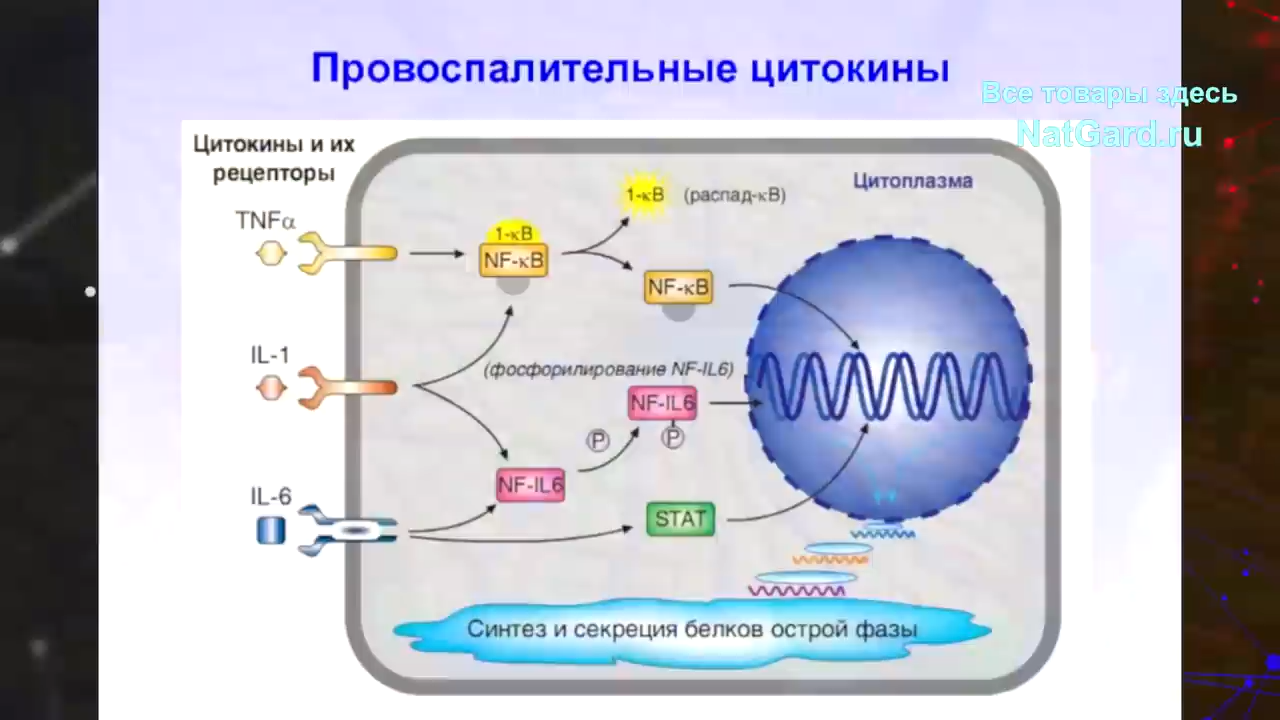 Провоспалительные цитокины
Все товары здесь
NatGard.ru
Цитокины и их
рецепторы
Цитоплазма
1-κB (распад-κB)
TNFα
1-κB
NF-κB
NF-κB
IL-1
(фосфорилирование NF-IL6)
NF-IL6
P
P
NF-IL6
IL-6
STAT
Синтез и секреция белков острой фазы